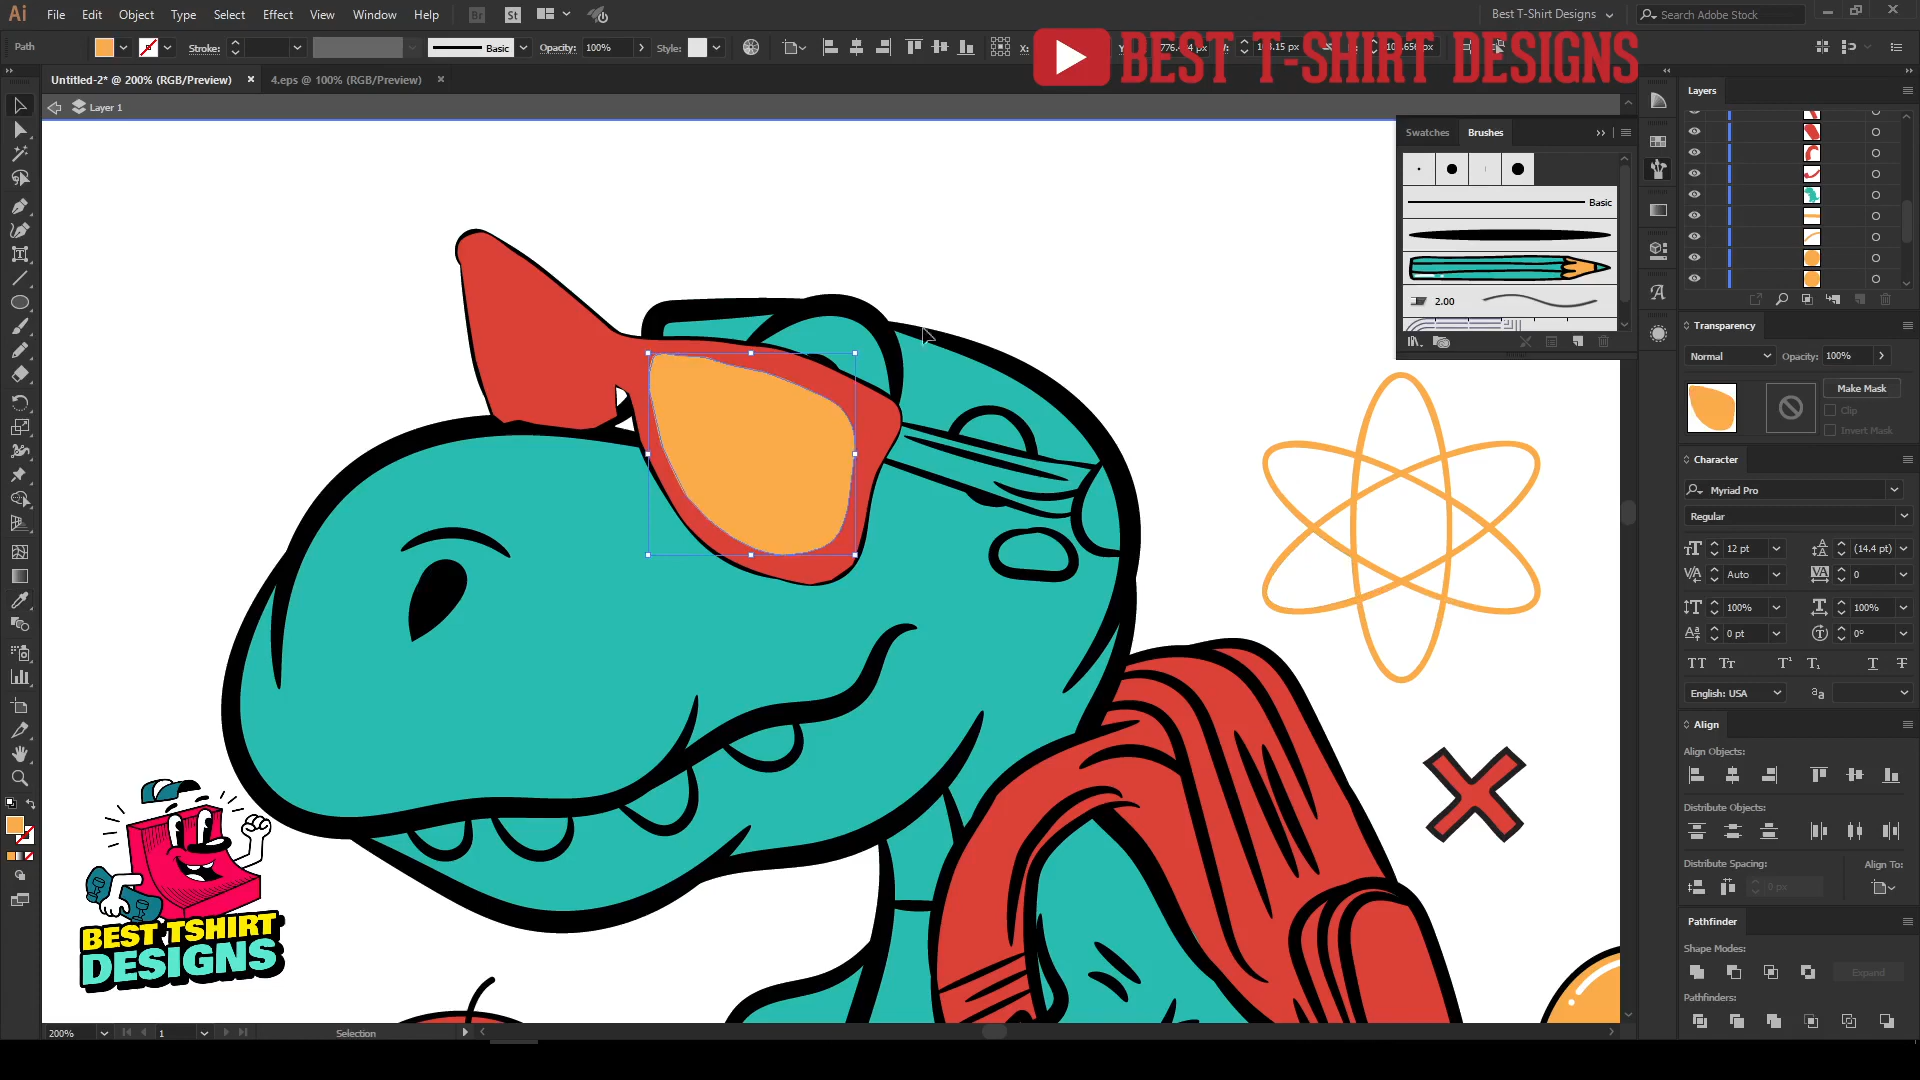 Ai File Edit Object Type Select Effect View Window Help Br St Best T-Shirt Designs Search Adobe Stock
Path Stroke: Basic Opacity: 100% Style:
BEST T-SHIRT DESIGNS
Untitled-2* @ 200% (RGB/Preview) × 4.eps @ 100% (RGB/Preview) ×
Layer 1
Layers
Swatches Brushes
Basic
2.00
Transparency
Normal Opacity: 100%
Make Mask
Clip
Invert Mask
Character
Myriad Pro
Regular
12 pt (14.4 pt)
Auto 0
100% 100%
0 pt 0°
English: USA
Align
Align Objects:
Distribute Objects:
Distribute Spacing: Align To:
0 px
Pathfinder
Shape Modes:
Expand
Pathfinders:
BEST TSHIRT
DESIGNS
200% 1 Selection